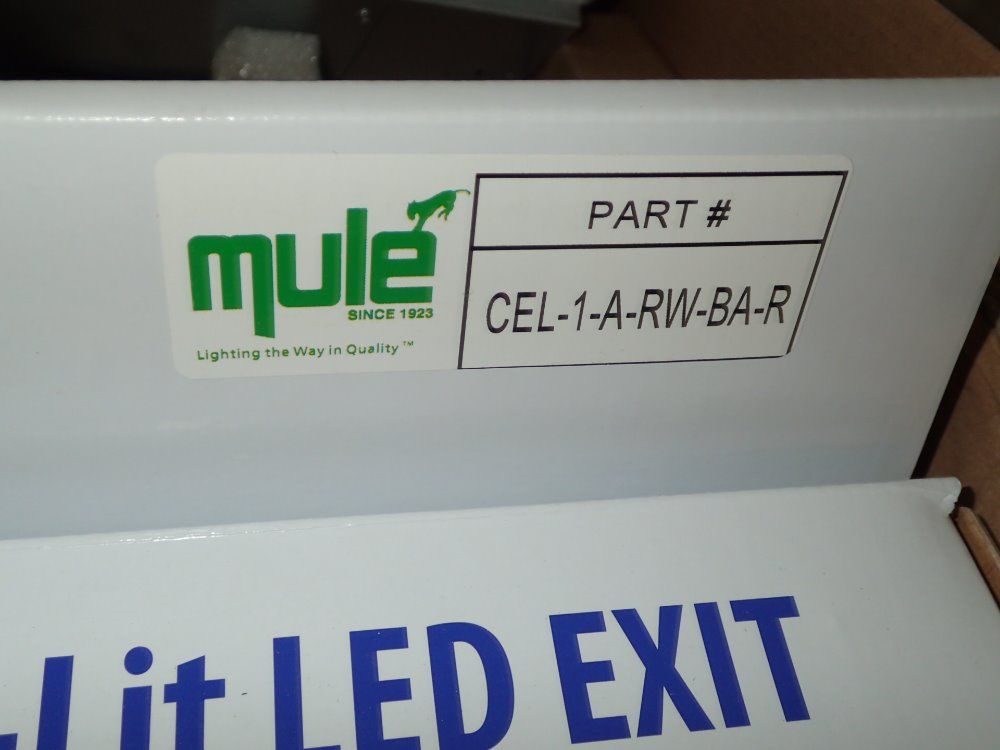 mule
SINCE 1923
Lighting the Way in Quality ™
PART #
CEL-1-A-RW-BA-R
-Lit LED EXIT